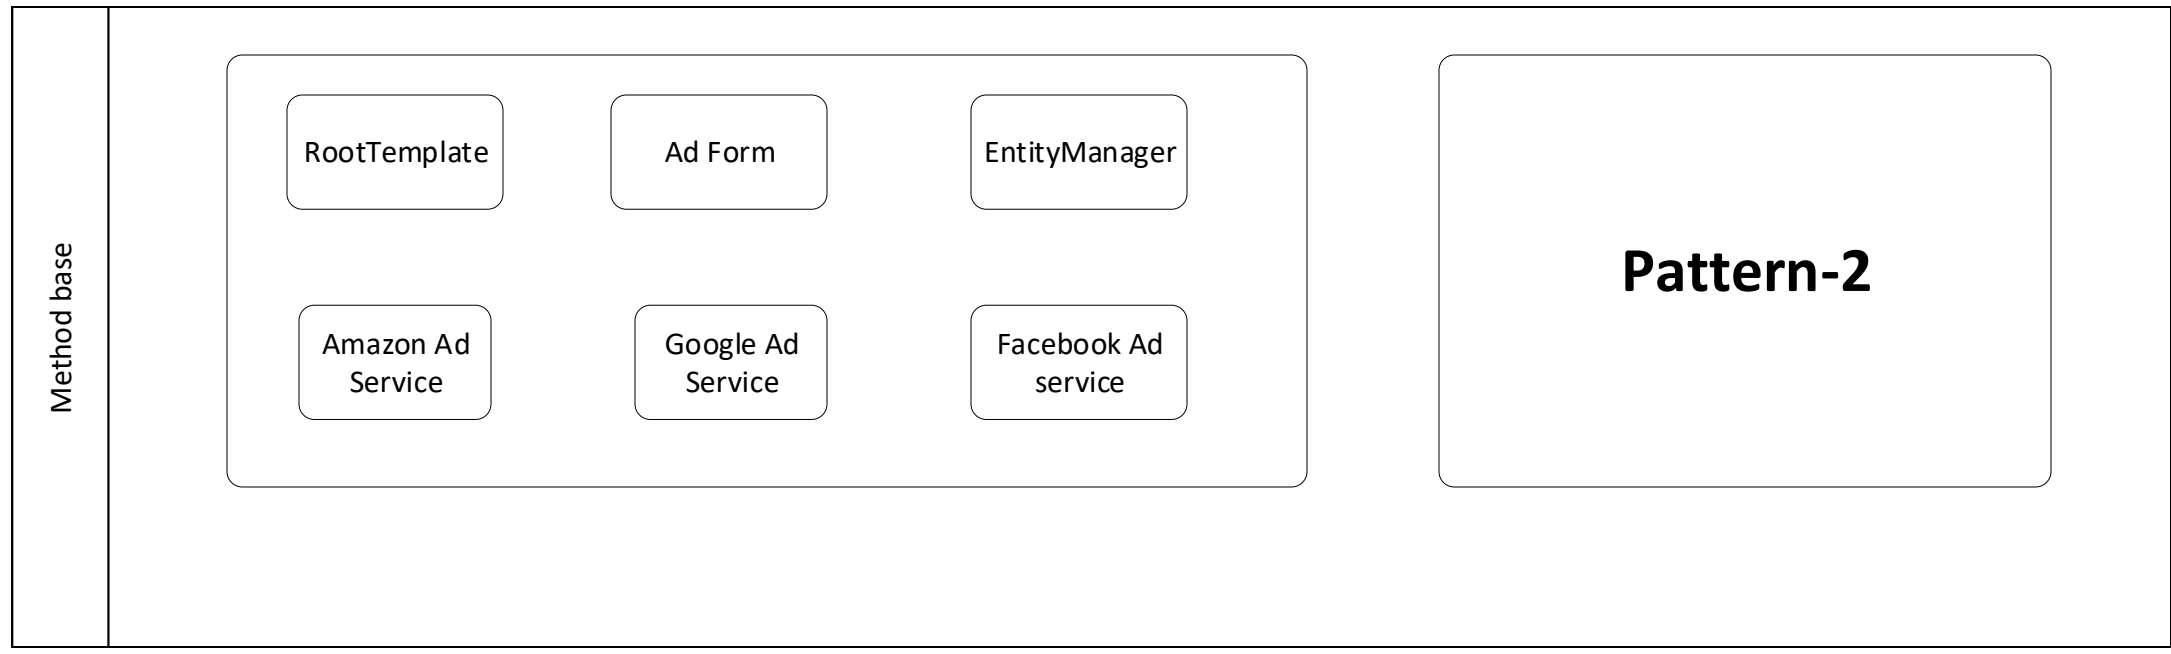 Method base
RootTemplate
Ad Form
EntityManager
Amazon Ad
Service
Google Ad
Service
Facebook Ad
service
Pattern-2